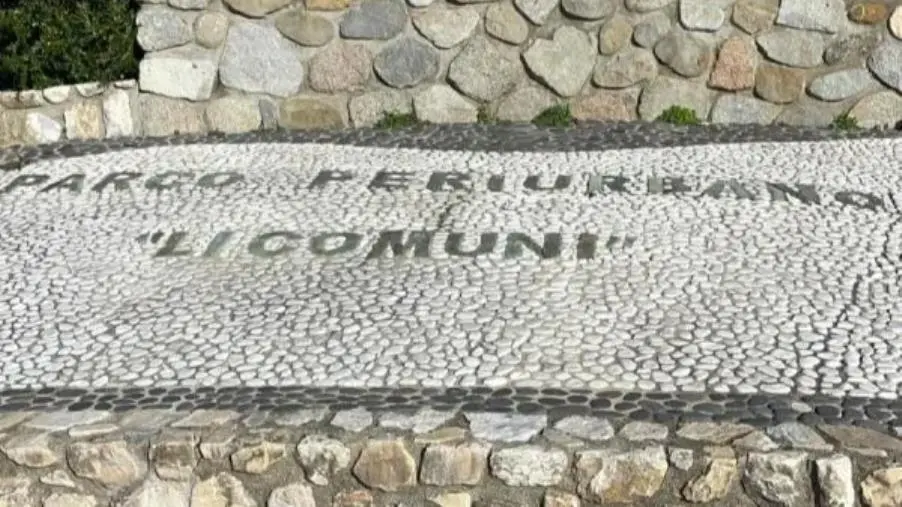 PARCO PERIURBANO
"LI COMUNI"